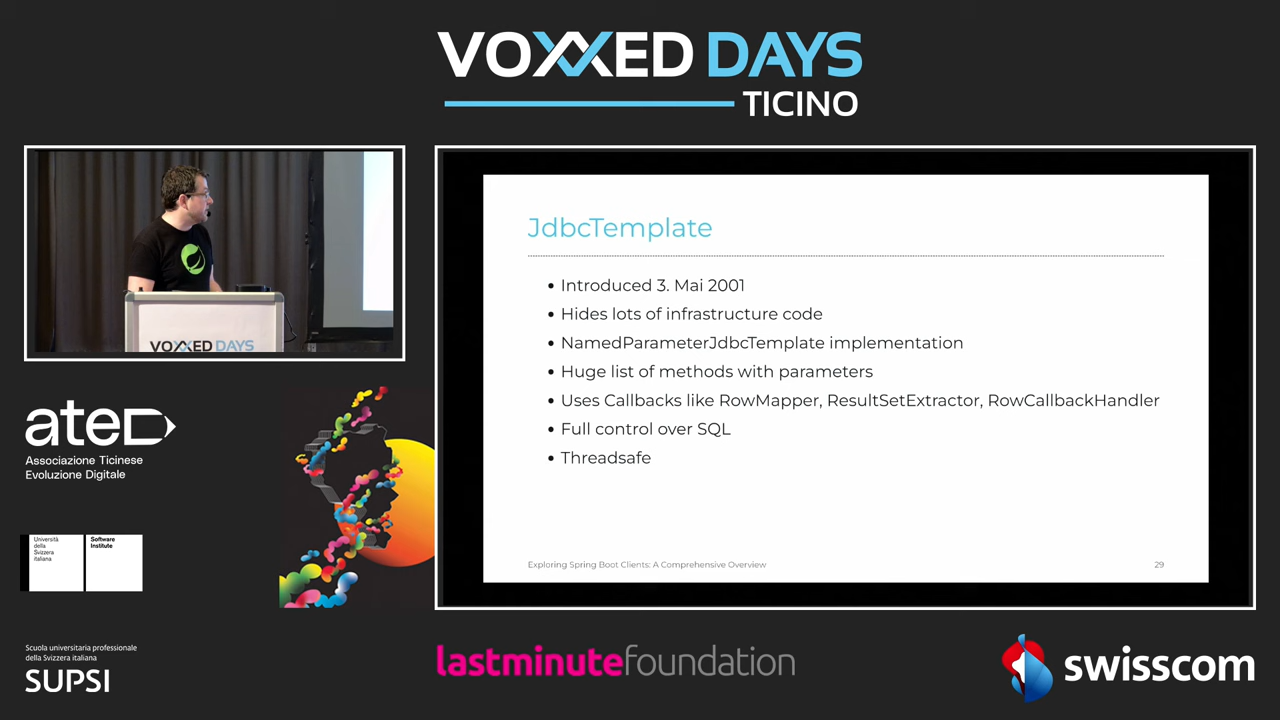 VOXXED DAYS
TICINO
VOXXED DAYS
JdbcTemplate
• Introduced 3. Mai 2001
• Hides lots of infrastructure code
• NamedParameterJdbcTemplate implementation
• Huge list of methods with parameters
• Uses Callbacks like RowMapper, ResultSetExtractor, RowCallbackHandler
• Full control over SQL
• Threadsafe
Exploring Spring Boot Clients: A Comprehensive Overview
29
ated
Associazione Ticinese
Evoluzione Digitale
Università
della
Svizzera
italiana
Software
Institute
Scuola universitaria professionale
della Svizzera italiana
SUPSI
lastminutefoundation
swisscom